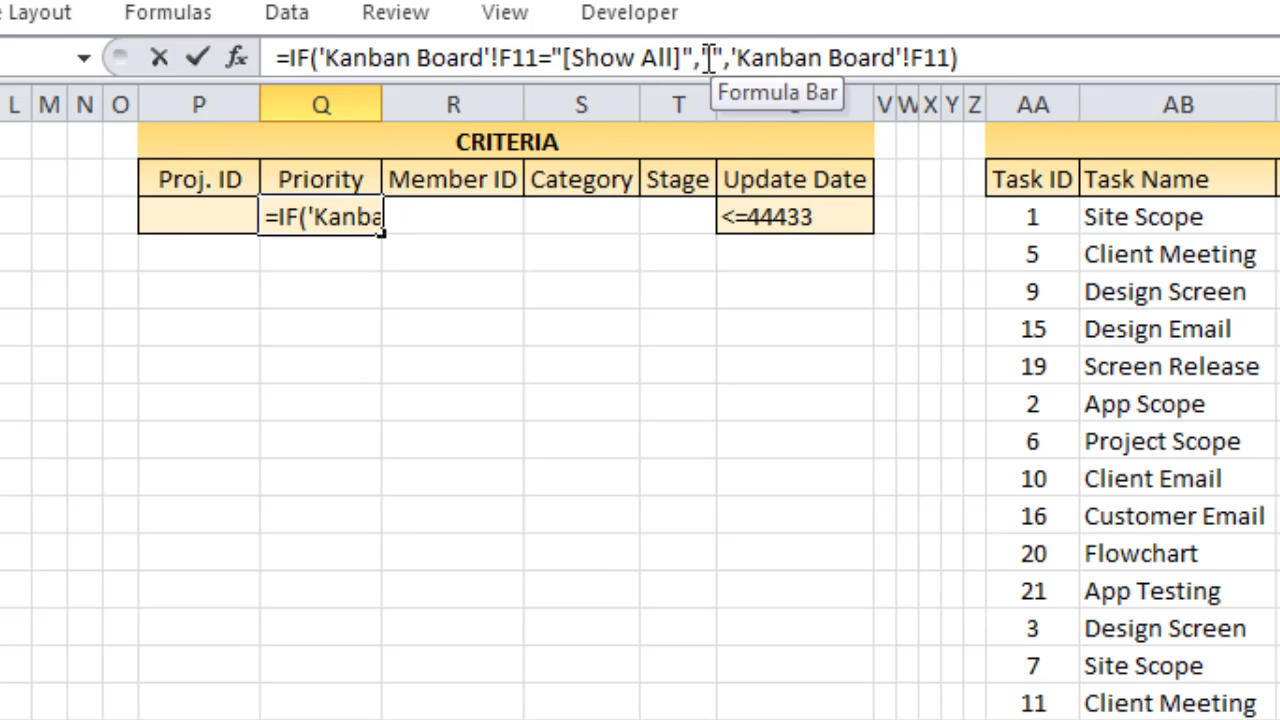 e Layout Formulas Data Review View Developer
=IF('Kanban Board'!F11="[Show All]","",'Kanban Board'!F11)
Formula Bar
L M N O P Q R S T V W X Y Z AA AB
CRITERIA
Proj. ID Priority Member ID Category Stage Update Date Task ID Task Name
=IF('Kanba <=44433 1 Site Scope
5 Client Meeting
9 Design Screen
15 Design Email
19 Screen Release
2 App Scope
6 Project Scope
10 Client Email
16 Customer Email
20 Flowchart
21 App Testing
3 Design Screen
7 Site Scope
11 Client Meeting